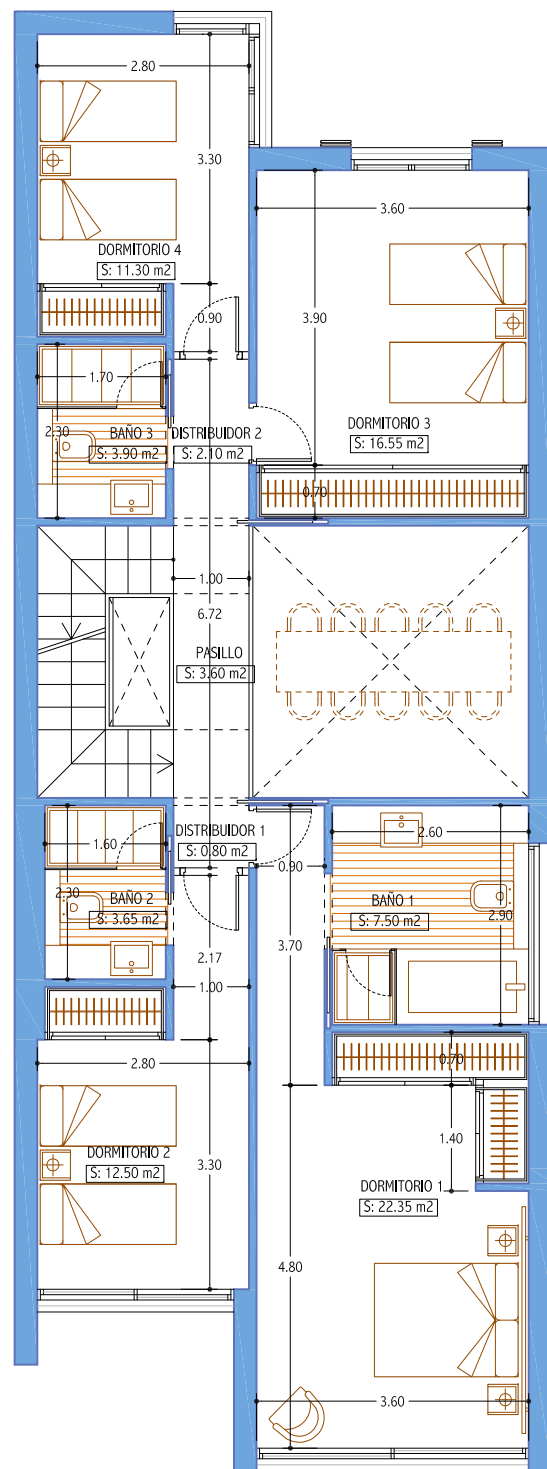 2.80
3.30
3.60
DORMITORIO 4
S: 11.30 m2
0.90
3.90
1.70
2.30
BAÑO 3
S: 3.90 m2
DISTRIBUIDOR 2
S: 2.10 m2
DORMITORIO 3
S: 16.55 m2
0.70
1.00
6.72
PASILLO
S: 3.60 m2
DISTRIBUIDOR 1
S: 0.80 m2
1.60
2.60
0.90
2.30
BAÑO 2
S: 3.65 m2
BAÑO 1
S: 7.50 m2
2.90
3.70
2.17
1.00
2.80
0.70
1.40
DORMITORIO 2
S: 12.50 m2
3.30
DORMITORIO 1
S: 22.35 m2
4.80
3.60